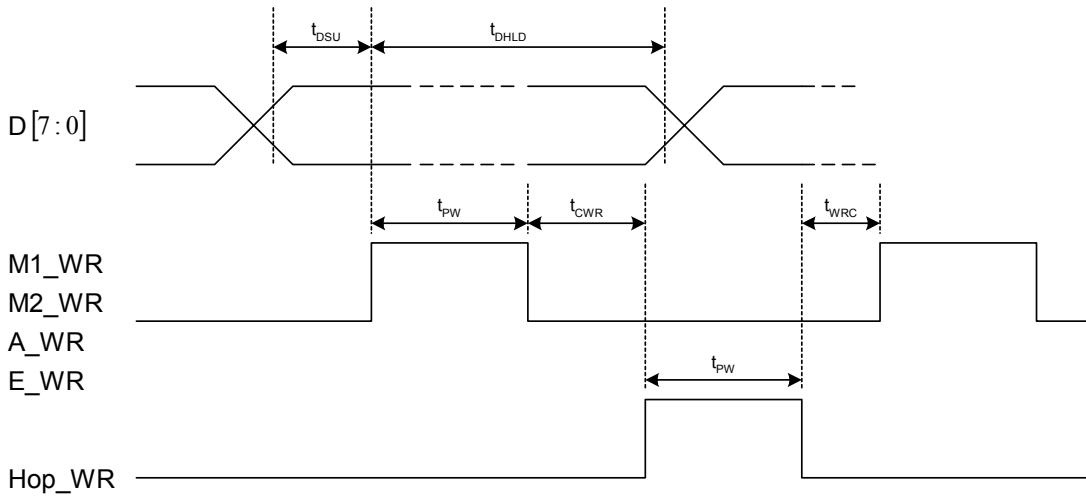 tDSU
tDHLD
D[7:0]
tPW
tCWR
tWRC
M1_WR
M2_WR
A_WR
E_WR
tPW
Hop_WR